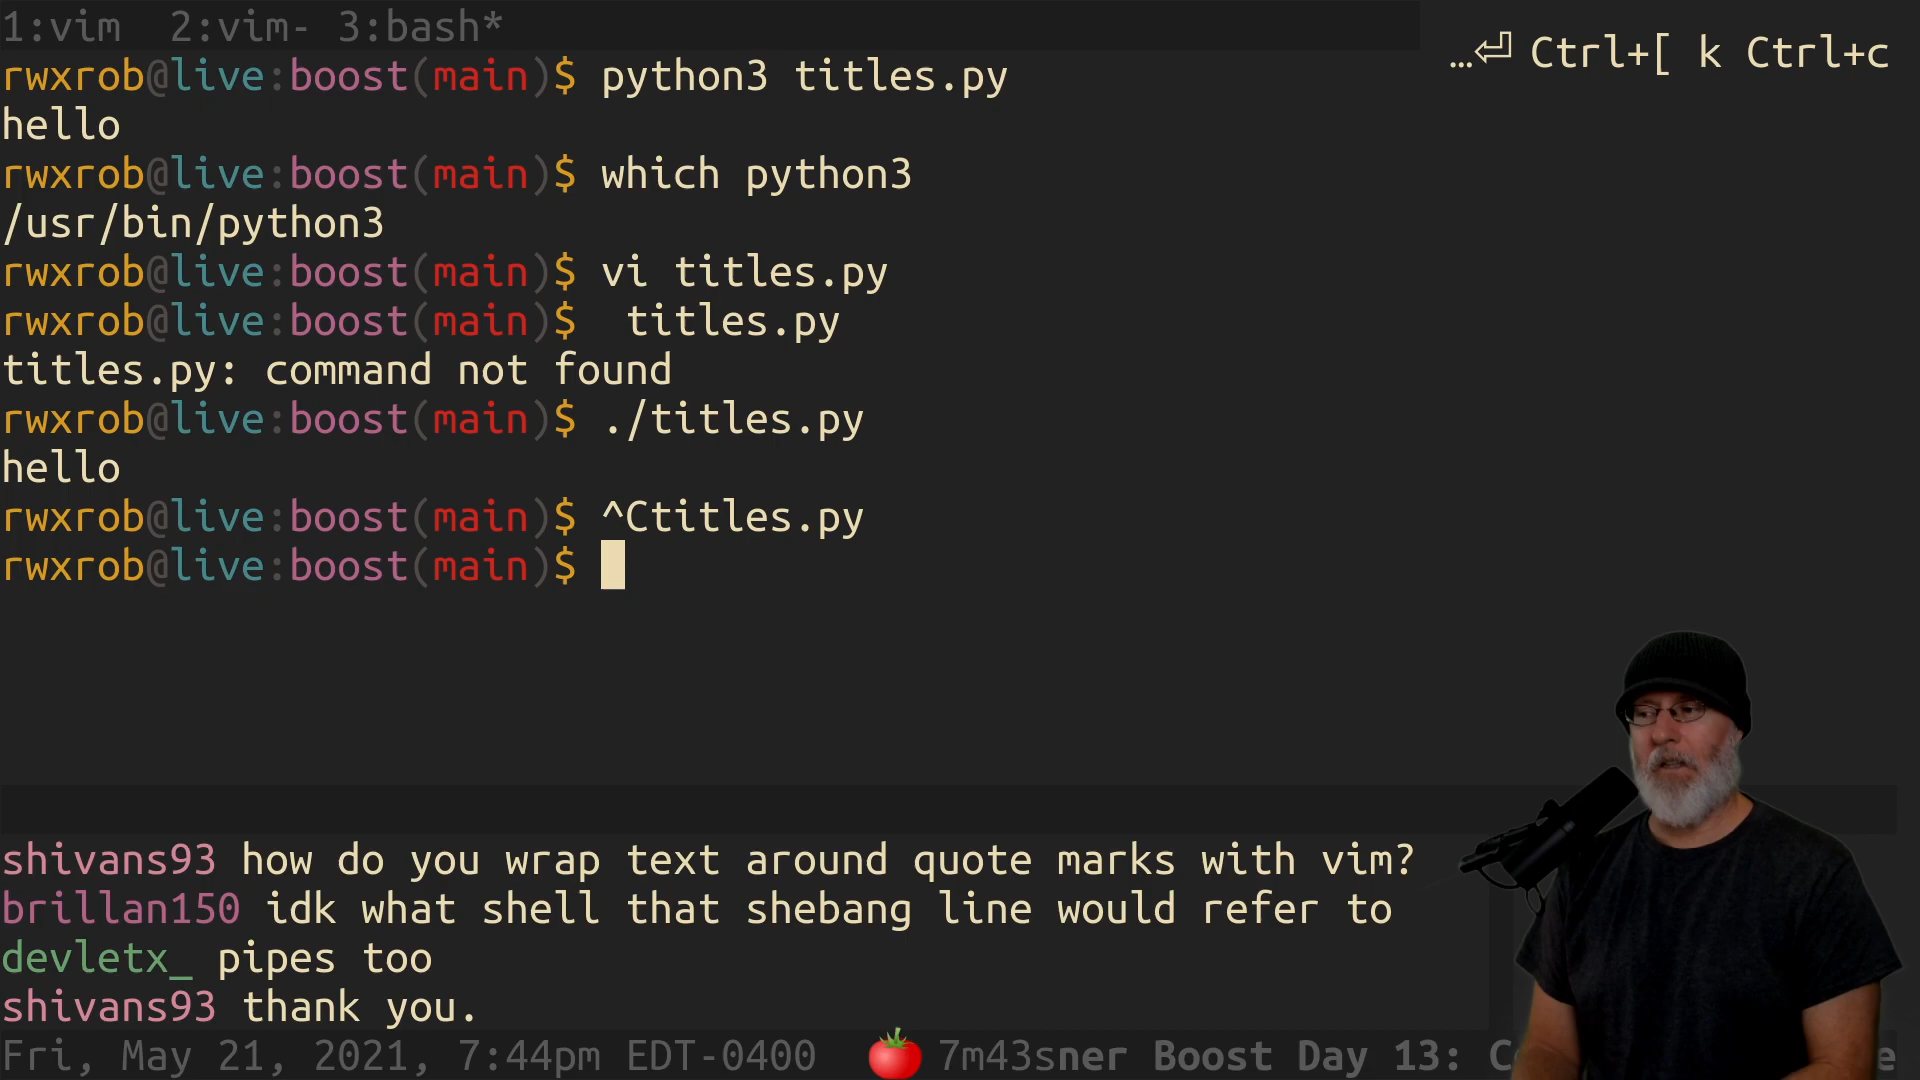 1:vim  2:vim- 3:bash*
…⏎ Ctrl+[ k Ctrl+c
rwxrob@live:boost(main)$ python3 titles.py
hello
rwxrob@live:boost(main)$ which python3
/usr/bin/python3
rwxrob@live:boost(main)$ vi titles.py
rwxrob@live:boost(main)$  titles.py
titles.py: command not found
rwxrob@live:boost(main)$ ./titles.py
hello
rwxrob@live:boost(main)$ ^Ctitles.py
rwxrob@live:boost(main)$
shivans93 how do you wrap text around quote marks with vim?
brillan150 idk what shell that shebang line would refer to
devletx_ pipes too
shivans93 thank you.
Fri, May 21, 2021, 7:44pm EDT-0400 🍅 7m43sner Boost Day 13: